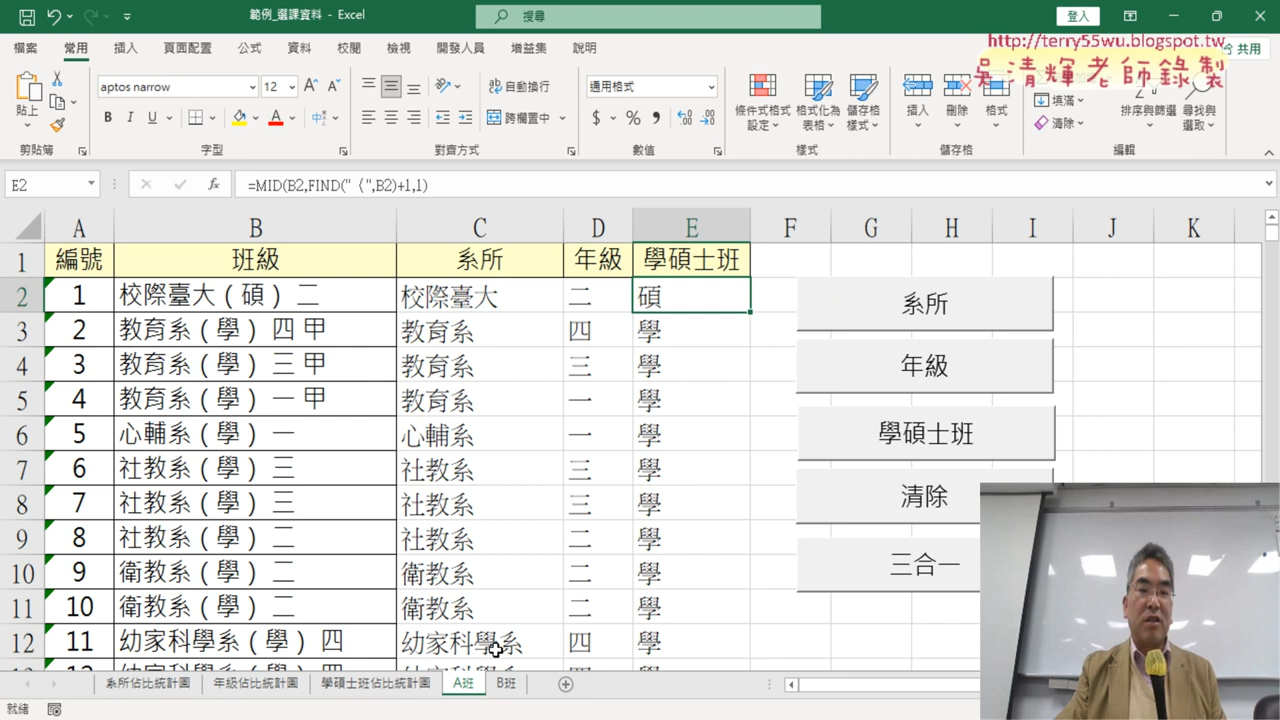 範例_選課資料 - Excel
搜尋
登入
http://terry55wu.blogspot.tw
吳清輝老師錄製
檔案 常用 插入 頁面配置 公式 資料 校閱 檢視 開發人員 增益集 說明
共用
貼上
aptos narrow 12
B I U
自動換行
跨欄置中
通用格式
$ %
條件式格式設定
格式化為表格
儲存格樣式
插入 刪除 格式
填滿
清除
排序與篩選
尋找與選取
剪貼簿 字型 對齊方式 數值 樣式 儲存格 編輯
E2 fx =MID(B2,FIND("（",B2)+1,1)
A B C D E F G H I J K
1 編號 班級 系所 年級 學碩士班
2 1 校際臺大（碩） 二 校際臺大 二 碩
3 2 教育系（學） 四 甲 教育系 四 學
4 3 教育系（學） 三 甲 教育系 三 學
5 4 教育系（學） 一 甲 教育系 一 學
6 5 心輔系（學） 一 心輔系 一 學
7 6 社教系（學） 三 社教系 三 學
8 7 社教系（學） 三 社教系 三 學
9 8 社教系（學） 二 社教系 二 學
10 9 衛教系（學） 二 衛教系 二 學
11 10 衛教系（學） 二 衛教系 二 學
12 11 幼家科學系（學） 四 幼家科學系 四 學
系所
年級
學碩士班
清除
三合一
系所佔比統計圖 年級佔比統計圖 學碩士班佔比統計圖 A班 B班
就緒